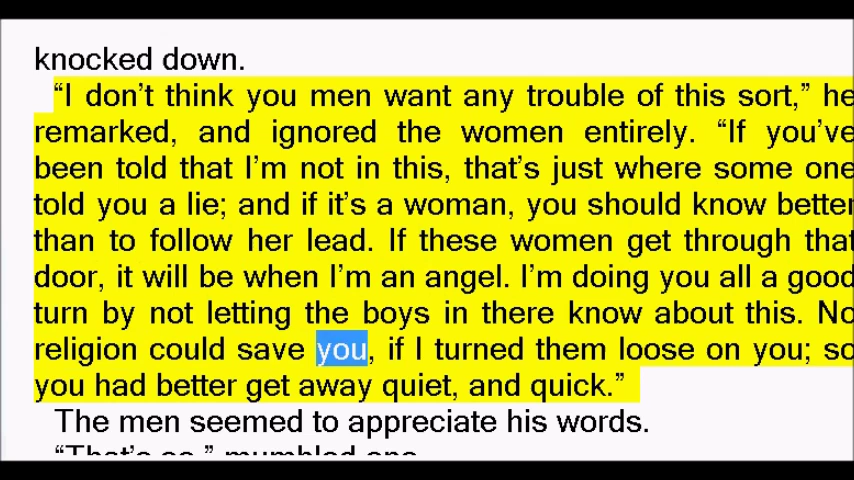 knocked down.
“I don’t think you men want any trouble of this sort,” he
remarked, and ignored the women entirely. “If you’ve
been told that I’m not in this, that’s just where some one
told you a lie; and if it’s a woman, you should know better
than to follow her lead. If these women get through that
door, it will be when I’m an angel. I’m doing you all a good
turn by not letting the boys in there know about this. No
religion could save you, if I turned them loose on you; so
you had better get away quiet, and quick.”
The men seemed to appreciate his words.
“That’s so,” mumbled one